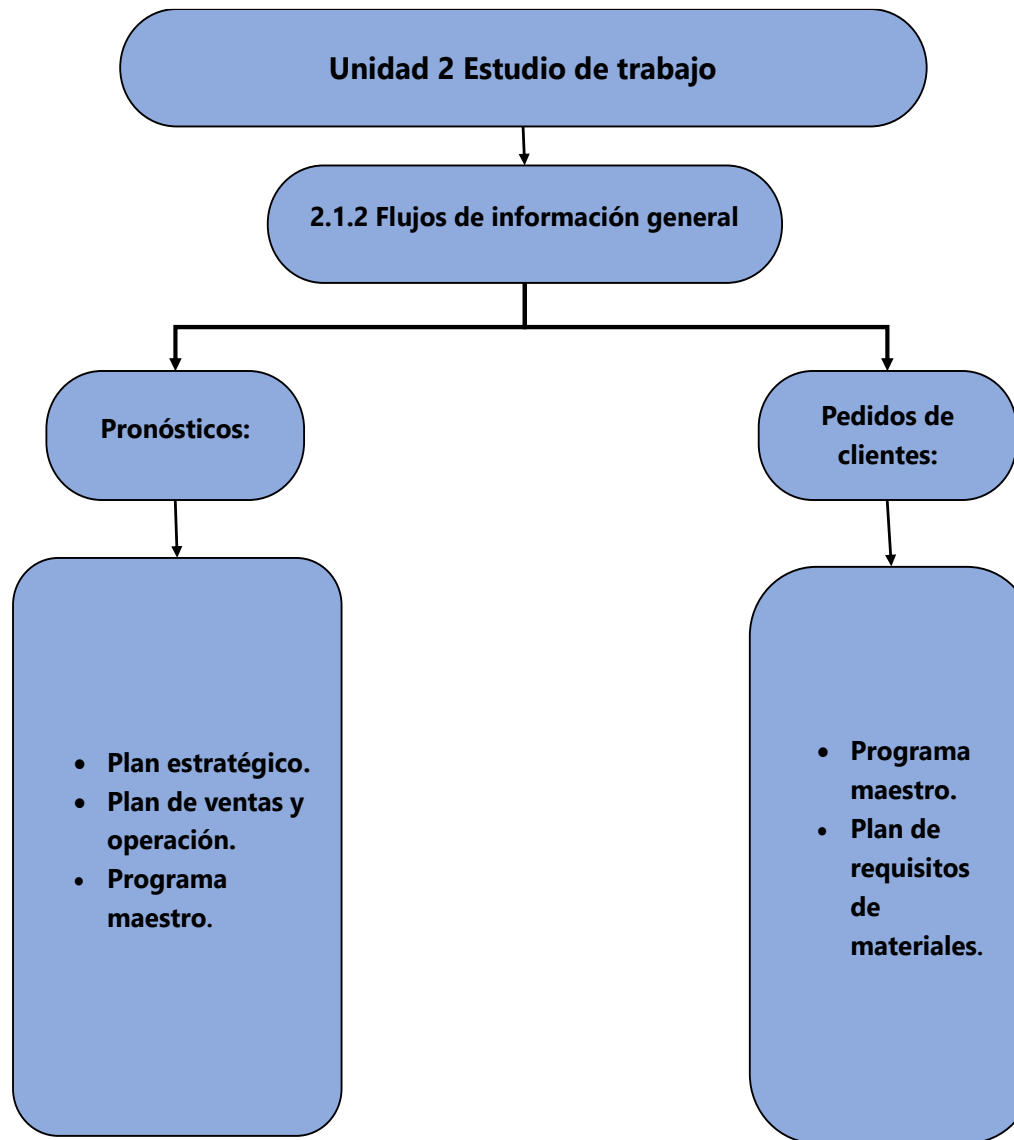 Unidad 2 Estudio de trabajo
2.1.2 Flujos de información general
Pronósticos:
Pedidos de
clientes:
• Plan estratégico.
• Plan de ventas y
operación.
• Programa
maestro.
• Programa
maestro.
• Plan de
requisitos
de
materiales.